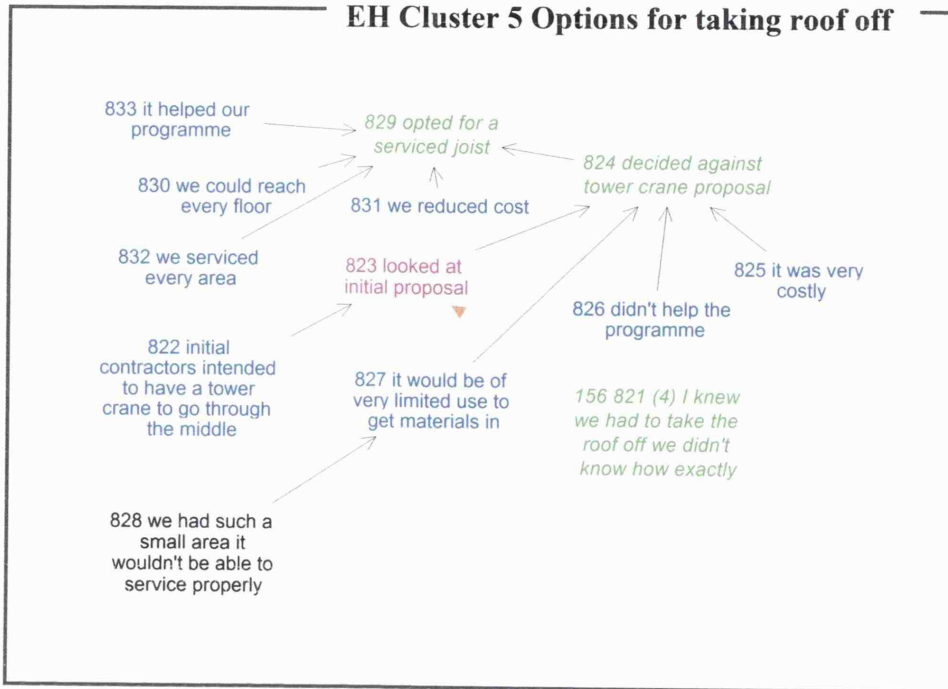 EH Cluster 5 Options for taking roof off
833 it helped our
programme
829 opted for a
serviced joist
824 decided against
tower crane proposal
830 we could reach
every floor
831 we reduced cost
832 we serviced
every area
823 looked at
initial proposal
825 it was very
costly
826 didn't help the
programme
822 initial
contractors intended
to have a tower
crane to go through
the middle
827 it would be of
very limited use to
get materials in
156 821 (4) I knew
we had to take the
roof off we didn't
know how exactly
828 we had such a
small area it
wouldn't be able to
service properly